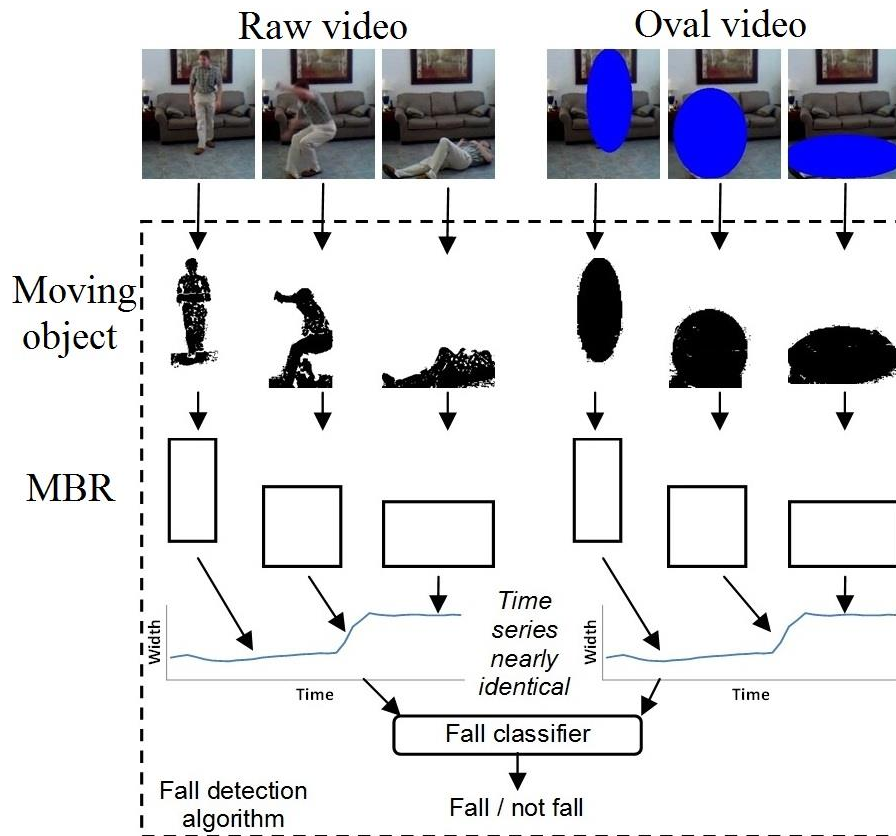 Raw video
Oval video
Moving
object
MBR
Width
Time
Time
series
nearly
identical
Width
Time
Fall classifier
Fall detection
algorithm
Fall / not fall